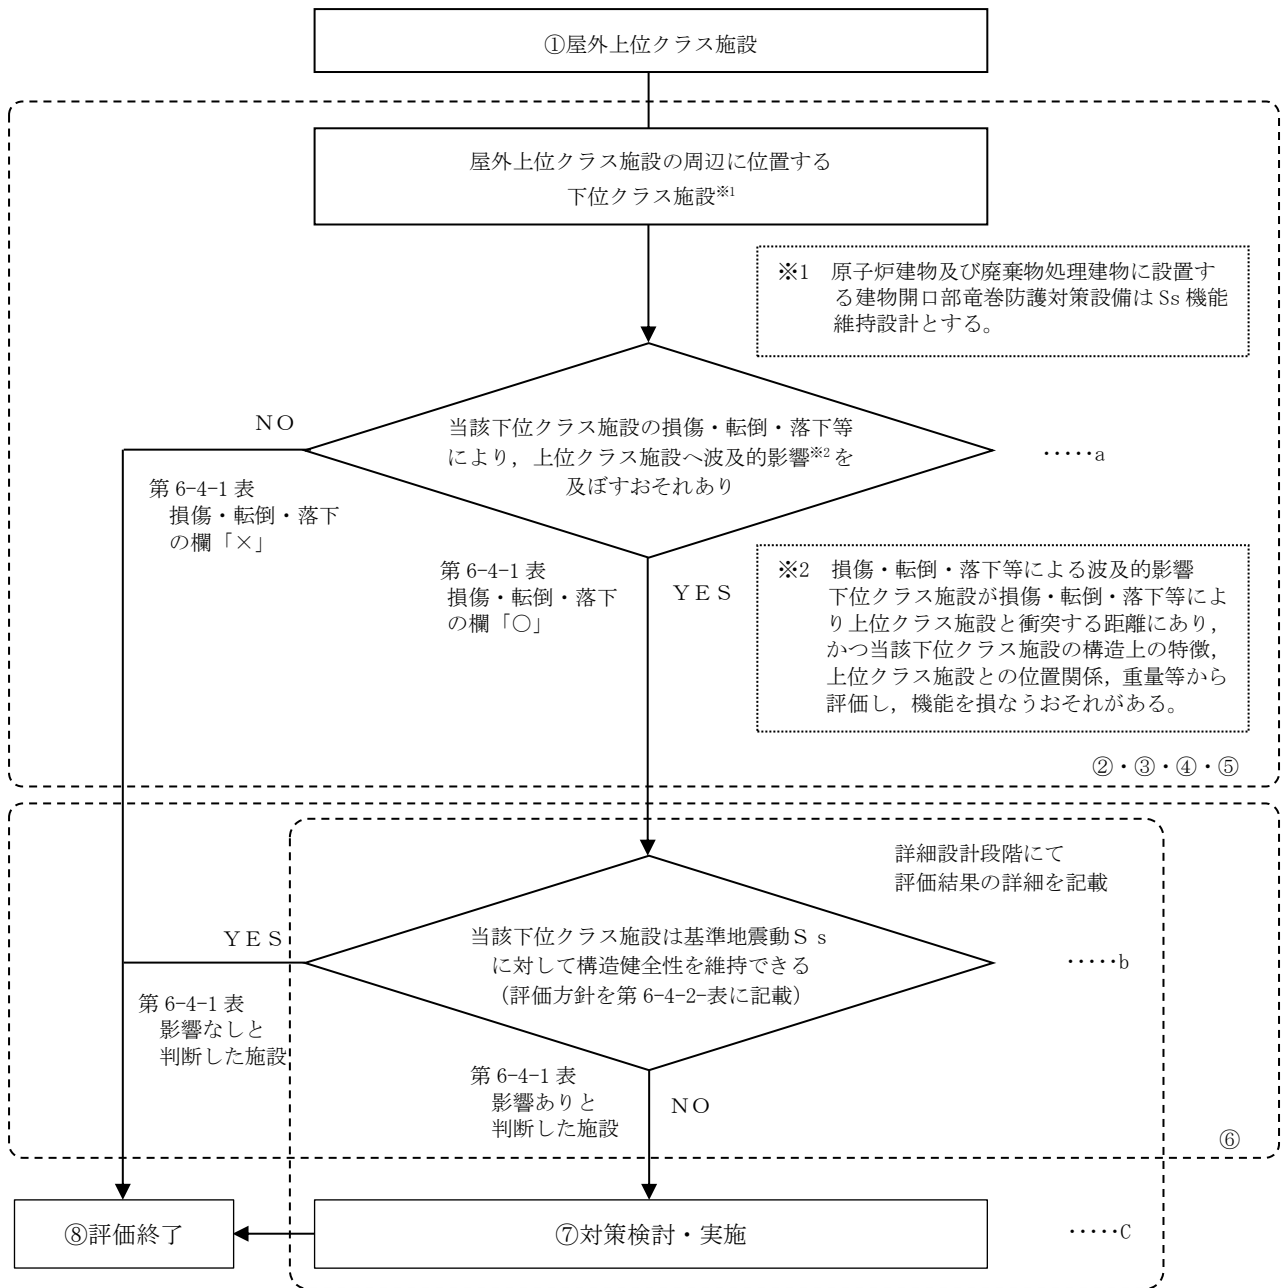 ①屋外上位クラス施設
屋外上位クラス施設の周辺に位置する
下位クラス施設※1
※1 原子炉建物及び廃棄物処理建物に設置す
る建物開口部竜巻防護対策設備は Ss 機能
維持設計とする。
NO
当該下位クラス施設の損傷・転倒・落下等
により，上位クラス施設へ波及的影響※2 を
及ぼすおそれあり
‥‥‥a
第 6-4-1 表
損傷・転倒・落下
の欄「×」
第 6-4-1 表
損傷・転倒・落下
の欄「○」
YES
※2 損傷・転倒・落下等による波及的影響
下位クラス施設が損傷・転倒・落下等によ
り上位クラス施設と衝突する距離にあり，
かつ当該下位クラス施設の構造上の特徴，
上位クラス施設との位置関係，重量等から
評価し，機能を損なうおそれがある。
②・③・④・⑤
詳細設計段階にて
評価結果の詳細を記載
YES
当該下位クラス施設は基準地震動Ｓｓ
に対して構造健全性を維持できる
（評価方針を第 6-4-2-表に記載）
‥‥‥b
第 6-4-1 表
影響なしと
判断した施設
第 6-4-1 表
影響ありと
判断した施設
NO
⑥
⑧評価終了
⑦対策検討・実施
‥‥‥C